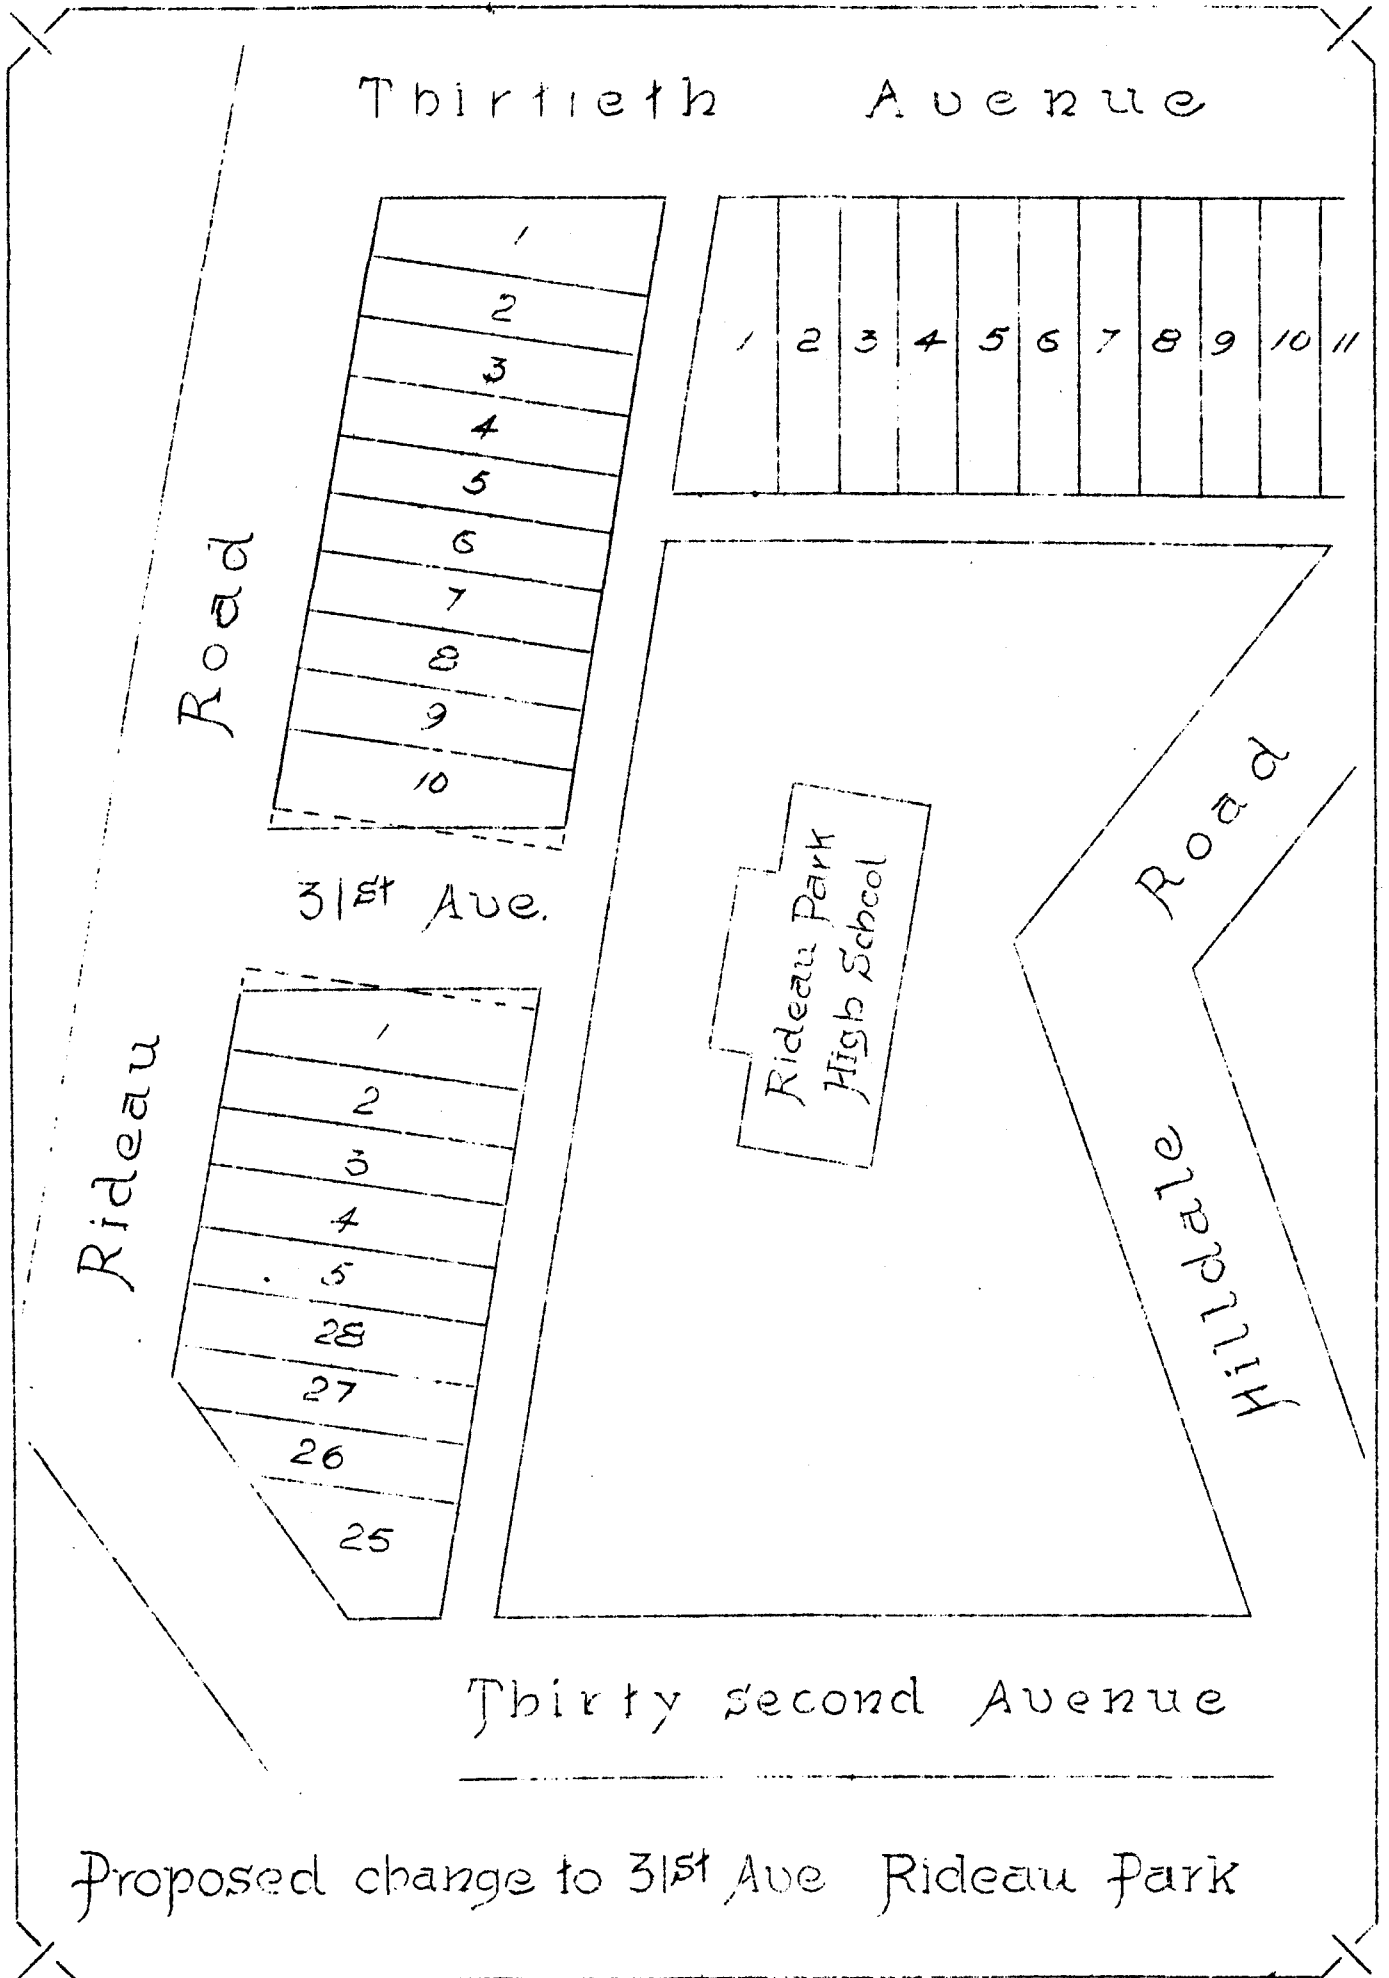 Thirtieth Avenue
1
2
3
4
5
6
7
8
9
10
1 2 3 4 5 6 7 8 9 10 11
Rideau Road
31st Ave.
1
2
3
4
5
28
27
26
25
Rideau Park
High School
Hilldale Road
Thirty second Avenue
Proposed change to 31st Ave Rideau Park